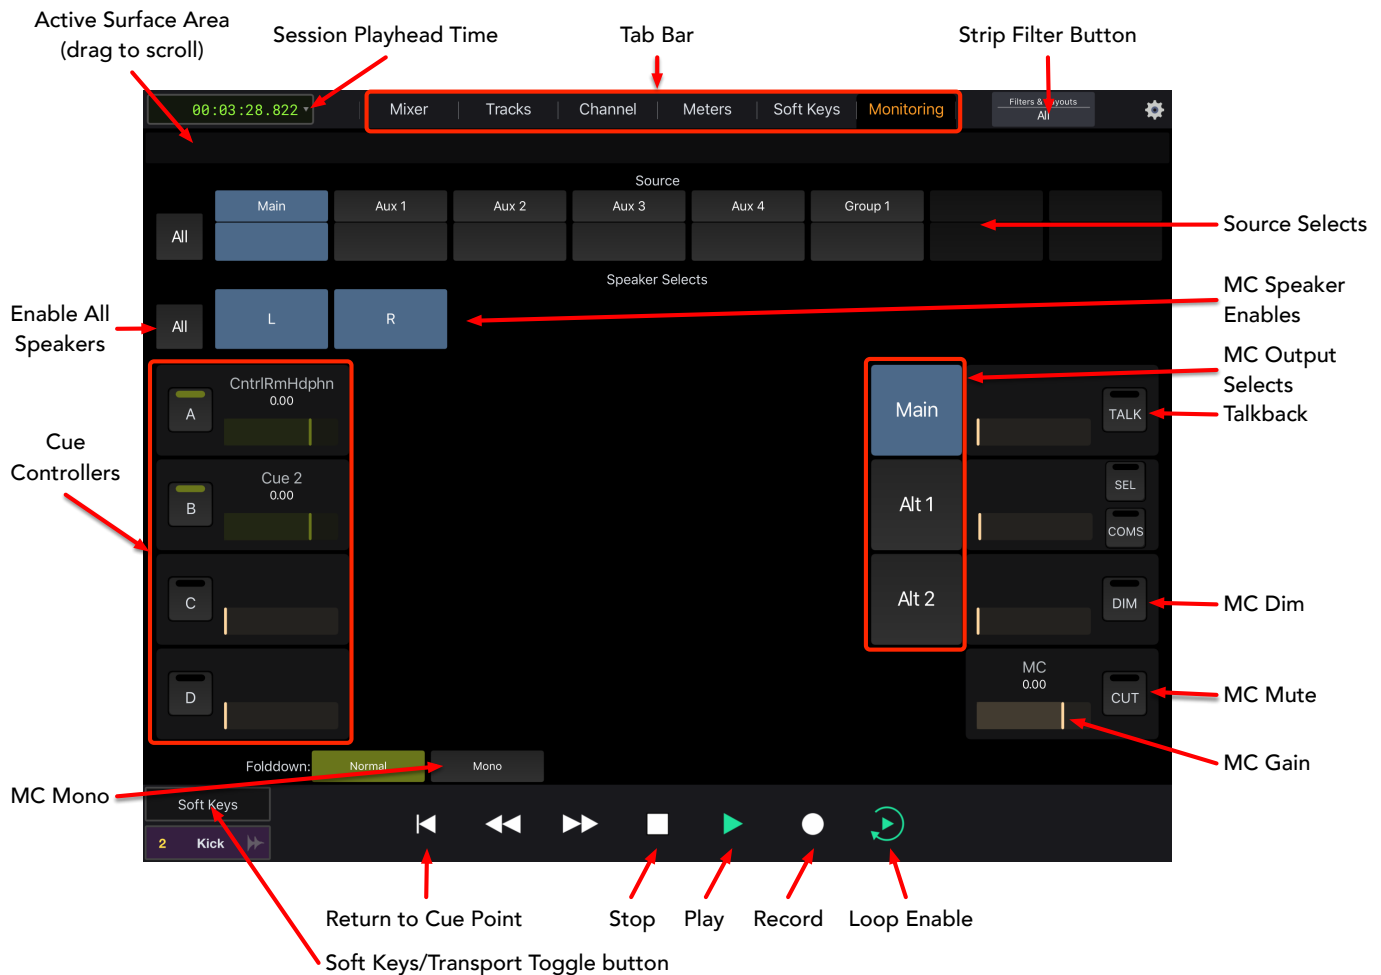 Active Surface Area
(drag to scroll)
Session Playhead Time
Tab Bar
Strip Filter Button
00:03:28.822
Mixer
Tracks
Channel
Meters
Soft Keys
Monitoring
Filters & Layouts
All
Source
Main
Aux 1
Aux 2
Aux 3
Aux 4
Group 1
All
Source Selects
Speaker Selects
MC Speaker
Enables
Enable All
Speakers
All
L
R
MC Output
Selects
CntrlRmHdphn
0.00
A
Main
TALK
Talkback
Cue
Controllers
Cue 2
0.00
B
Alt 1
SEL
COMS
C
Alt 2
DIM
MC Dim
D
MC
0.00
CUT
MC Mute
MC Gain
Folddown:
Normal
Mono
MC Mono
Soft Keys
2 Kick
Return to Cue Point
Stop
Play
Record
Loop Enable
Soft Keys/Transport Toggle button